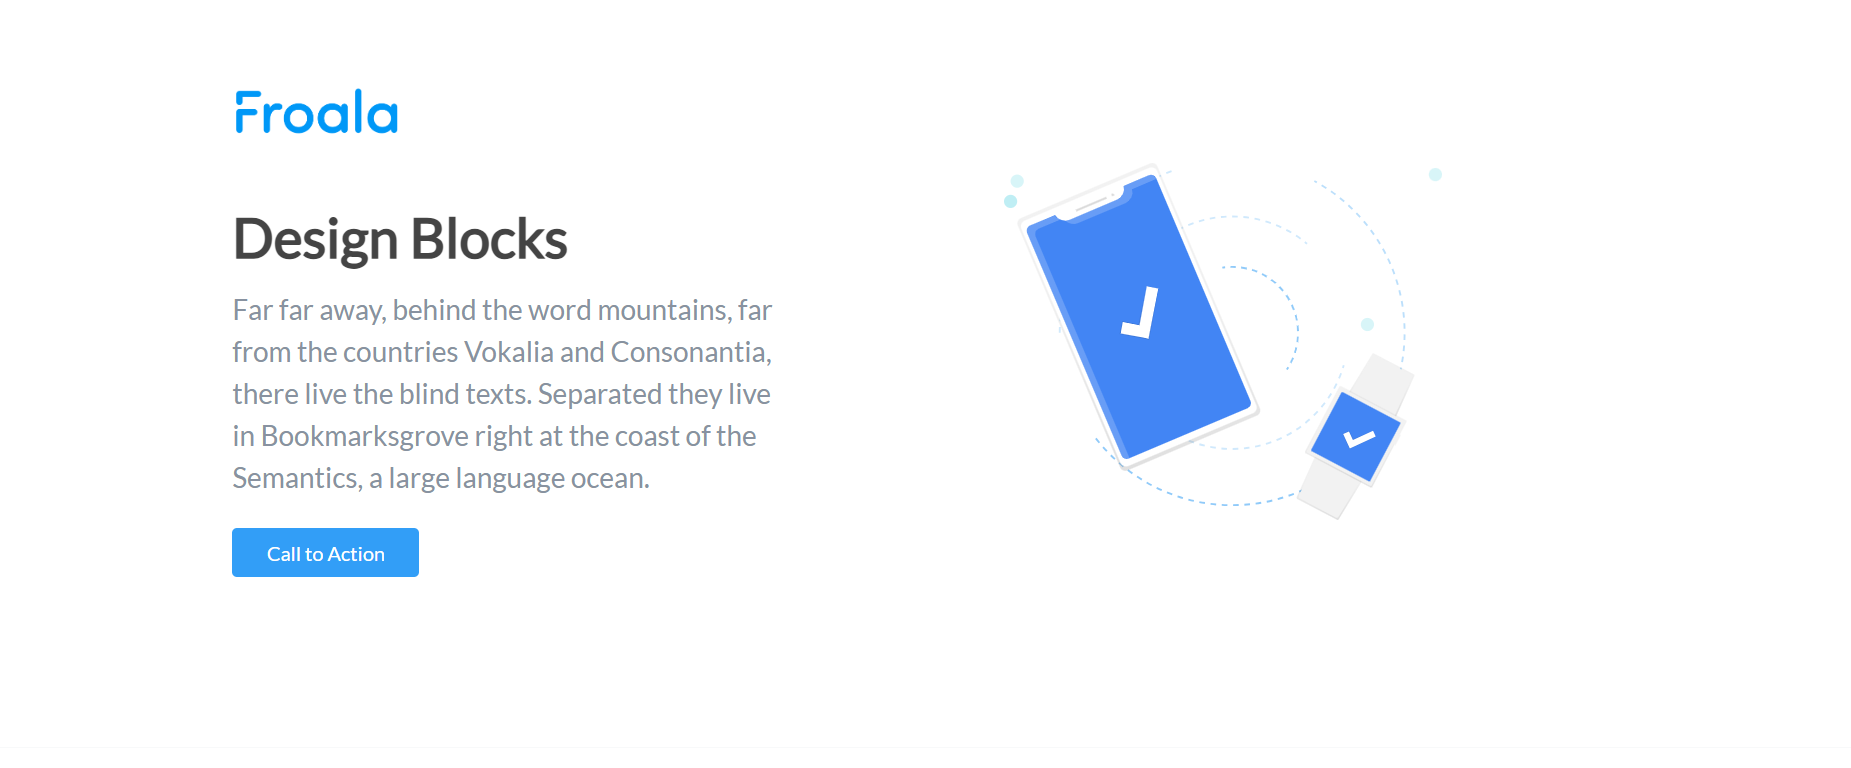 Froala
Design Blocks
Far far away, behind the word mountains, far
from the countries Vokalia and Consonantia,
there live the blind texts. Separated they live
in Bookmarksgrove right at the coast of the
Semantics, a large language ocean.
Call to Action